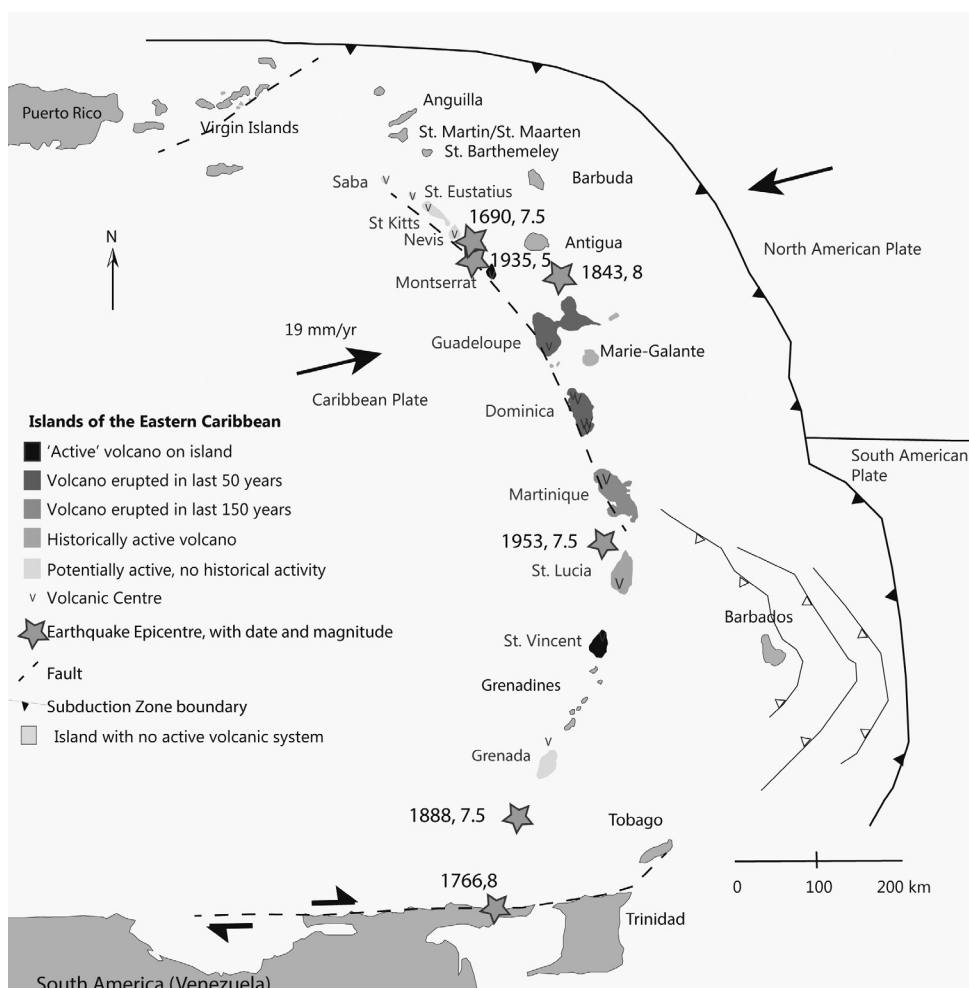 Puerto Rico
Virgin Islands
Anguilla
St. Martin/St. Maarten
St. Barthemeley
Saba
St. Eustatius
Barbuda
St Kitts
1690, 7.5
Nevis
Antigua
North American Plate
N
1935, 5
1843, 8
Montserrat
19 mm/yr
Guadeloupe
Marie-Galante
Caribbean Plate
Dominica
Islands of the Eastern Caribbean
'Active' volcano on island
Volcano erupted in last 50 years
Volcano erupted in last 150 years
Historically active volcano
Potentially active, no historical activity
v Volcanic Centre
Earthquake Epicentre, with date and magnitude
Fault
Subduction Zone boundary
Island with no active volcanic system
South American
Plate
Martinique
1953, 7.5
St. Lucia
Barbados
St. Vincent
Grenadines
Grenada
1888, 7.5
Tobago
1766,8
0 100 200 km
Trinidad
South America (Venezuela)